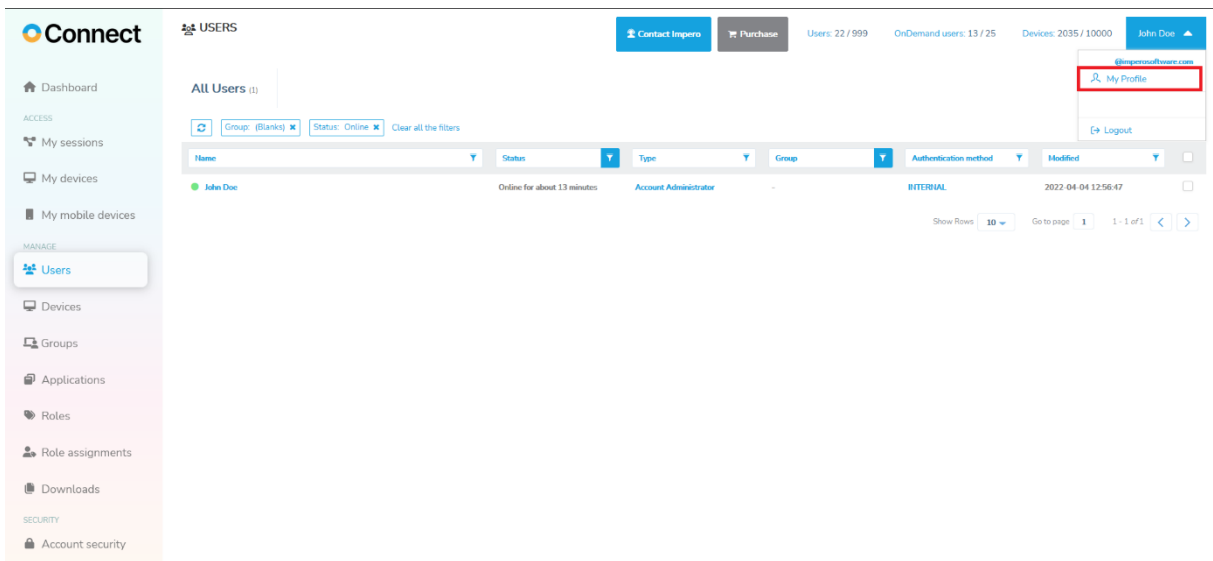 Connect
USERS
Contact Impero
Purchase
Users: 22 / 999
OnDemand users: 13 / 25
Devices: 2035 / 10000
John Doe
@imperosoftware.com
My Profile
Logout
Dashboard
ACCESS
My sessions
My devices
My mobile devices
MANAGE
Users
Devices
Groups
Applications
Roles
Role assignments
Downloads
SECURITY
Account security
All Users (1)
Group: (Blanks)
Status: Online
Clear all the filters
Name Status Type Group Authentication method Modified
John Doe Online for about 13 minutes Account Administrator - INTERNAL 2022-04-04 12:56:47
Show Rows 10 Go to page 1 1 - 1 of 1